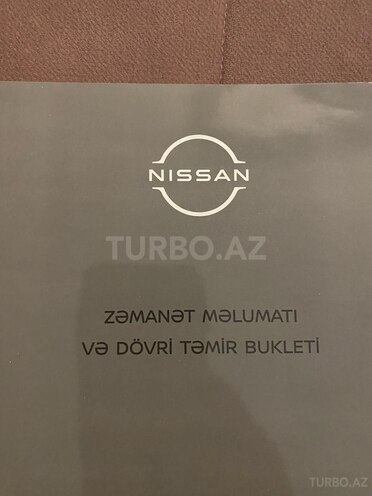 NISSAN
TURBO.AZ
ZƏMANƏT MƏLUMATI
VƏ DÖVRİ TƏMİR BUKLETİ
TURBO.AZ